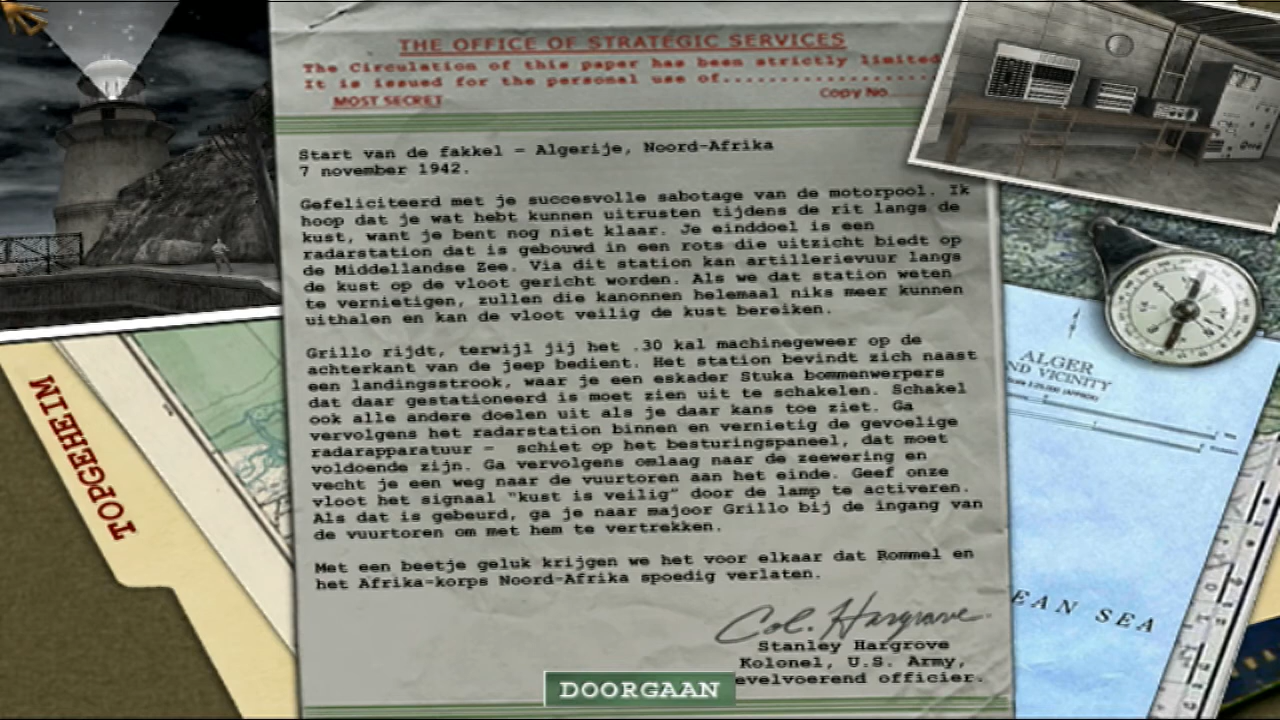 THE OFFICE OF STRATEGIC SERVICES
The Circulation of this paper has been strictly limited
It is issued for the personal use of....................
MOST SECRET
Copy No.
Start van de fakkel - Algerije, Noord-Afrika
7 november 1942.
Gefeliciteerd met je succesvolle sabotage van de motorpool. Ik
hoop dat je wat hebt kunnen uitrusten tijdens de rit langs de
kust, want je bent nog niet klaar. Je einddoel is een
radarstation dat is gebouwd in een rots die uitzicht biedt op
de Middellandse Zee. Via dit station kan artillerievuur langs
de kust op de vloot gericht worden. Als we dat station weten
te vernietigen, zullen die kanonnen helemaal niks meer kunnen
uithalen en kan de vloot veilig de kust bereiken.
Grillo rijdt, terwijl jij het .30 kal machinegeweer op de
achterkant van de jeep bedient. Het station bevindt zich naast
een landingsstrook, waar je een eskader Stuka bommenwerpers
dat daar gestationeerd is moet zien uit te schakelen. Schakel
ook alle andere doelen uit als je daar kans toe ziet. Ga
vervolgens het radarstation binnen en vernietig de gevoelige
radarapparatuur - schiet op het besturingspaneel, dat moet
voldoende zijn. Ga vervolgens omlaag naar de zeewering en
vecht je een weg naar de vuurtoren aan het einde. Geef onze
vloot het signaal "kust is veilig" door de lamp te activeren.
Als dat is gebeurd, ga je naar majoor Grillo bij de ingang van
de vuurtoren om met hem te vertrekken.
Met een beetje geluk krijgen we het voor elkaar dat Rommel en
het Afrika-korps Noord-Afrika spoedig verlaten.
Col. Hargrove
Stanley Hargrove
Kolonel, U.S. Army,
evelvoerend officier.
DOORGAAN
TOPGEHEIM
ALGER
ND VICINITY
EAN SEA